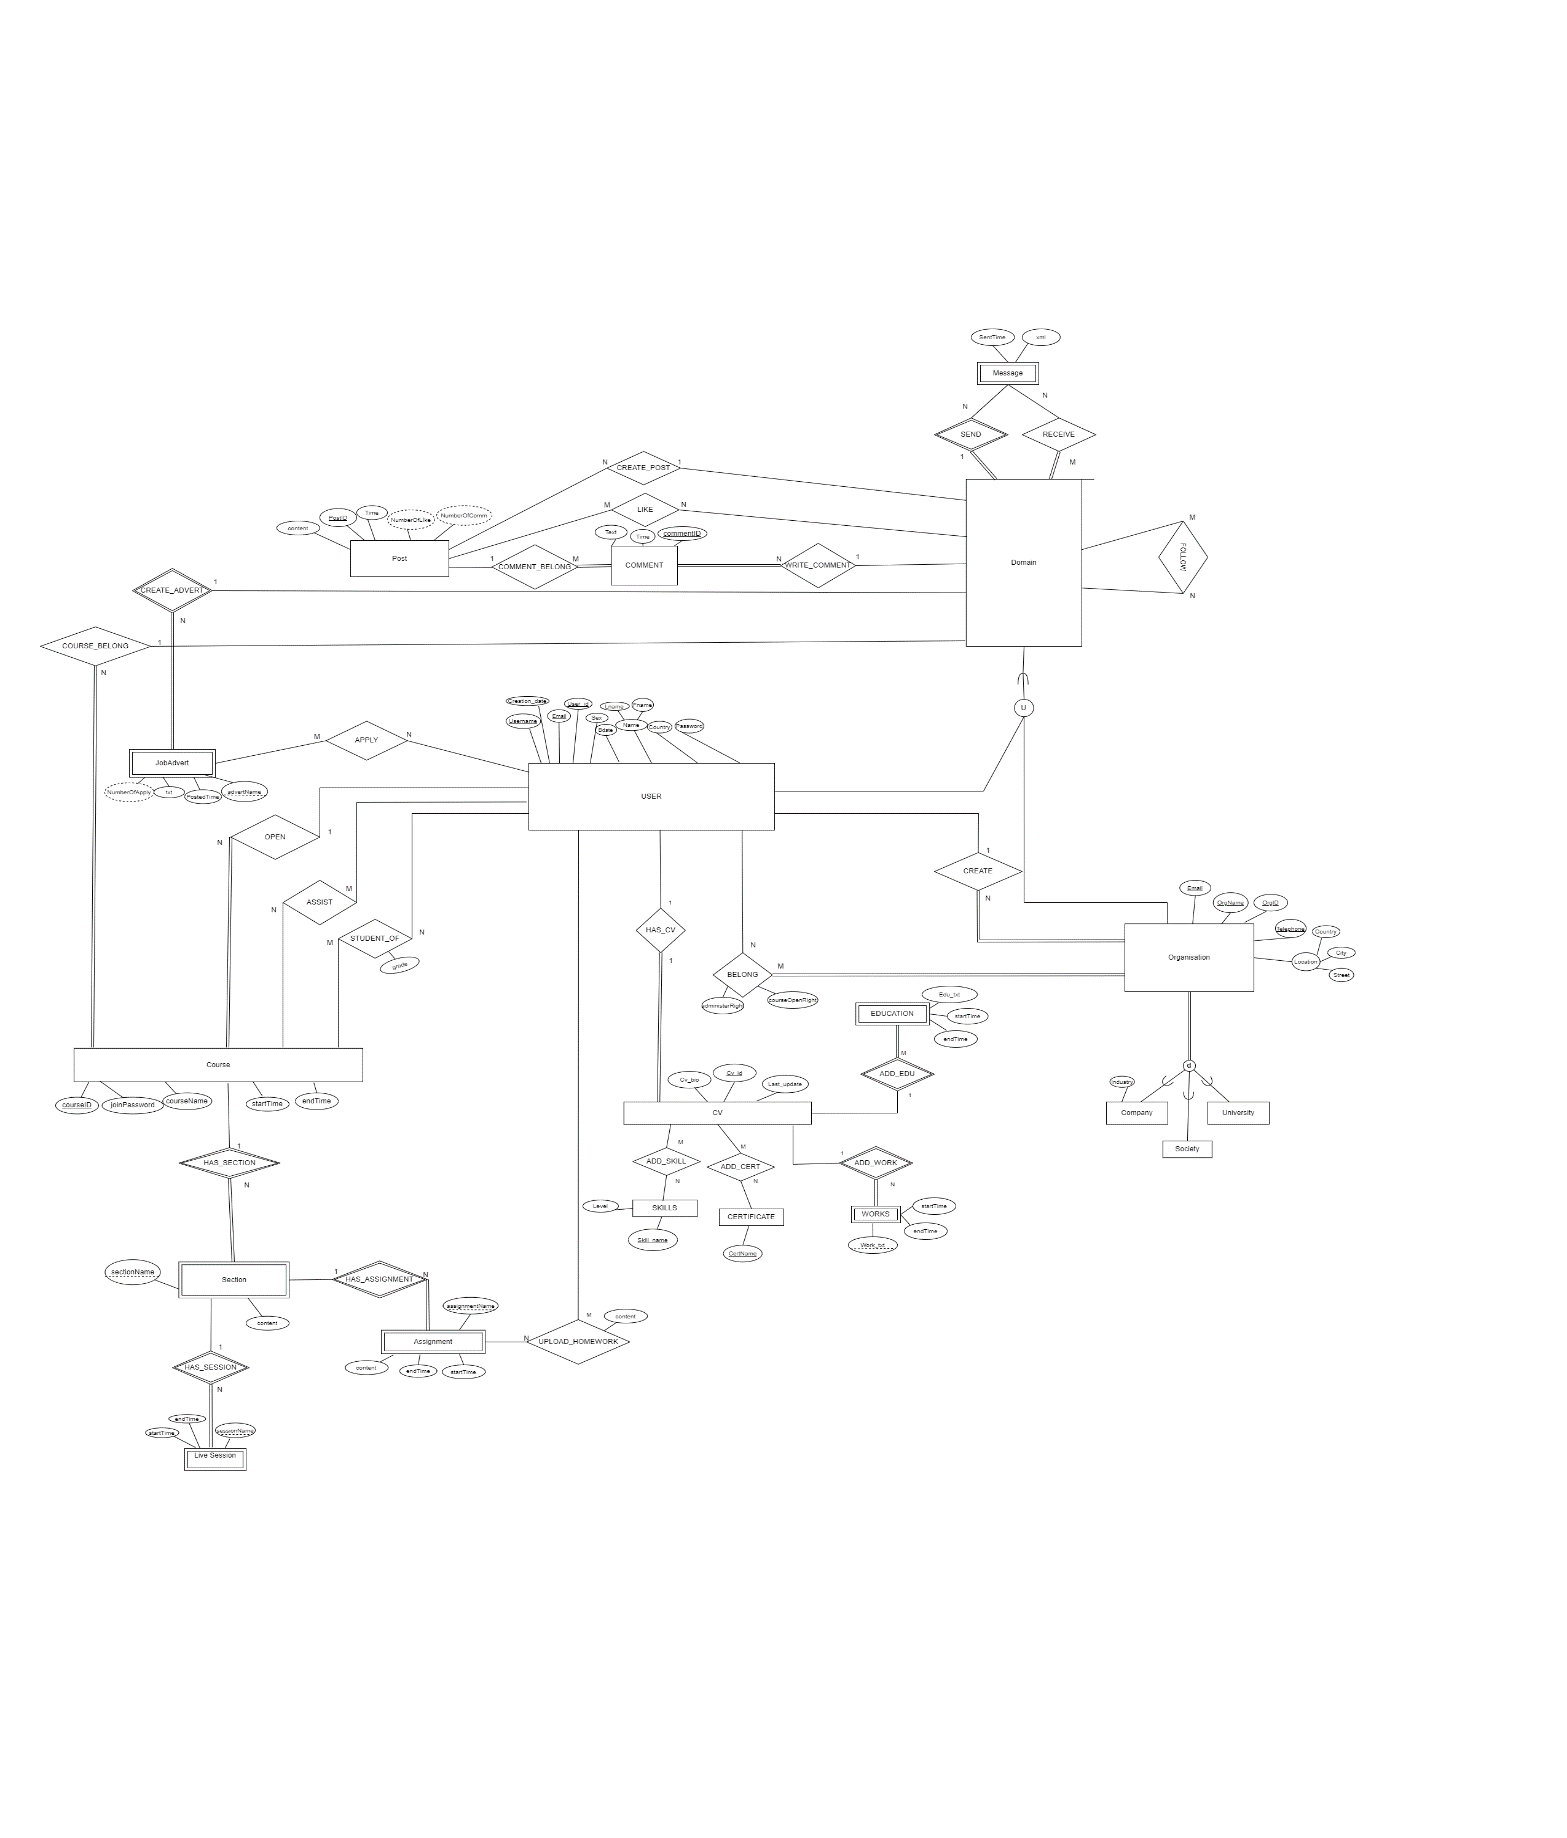 SentTime
xml
Message
N
N
SEND
RECEIVE
1
M
N
CREATE_POST
1
M
LIKE
N
content
PostID
Time
NumberOfLike
NumberOfComm
Post
Text
Time
commentID
1
COMMENT_BELONG
M
COMMENT
N
WRITE_COMMENT
1
Domain
M
FOLLOW
N
CREATE_ADVERT
1
N
COURSE_BELONG
1
N
Creation_date
Username
Email
User_id
Sex
Bdate
Lname
Fname
Name
Country
Password
U
M
APPLY
N
JobAdvert
NumberOfApply
txt
PostedTime
advertName
USER
OPEN
1
N
ASSIST
M
N
STUDENT_OF
N
M
grade
1
HAS_CV
1
1
CREATE
N
Email
OrgName
OrgID
Telephone
Country
City
Location
Street
Organisation
N
M
BELONG
administerRigh
courseOpenRight
EDUCATION
Edu_txt
startTime
endTime
M
ADD_EDU
1
Course
courseID
joinPassword
courseName
startTime
endTime
Cv_bio
Cv_id
Last_update
CV
d
Industry
Company
University
Society
1
HAS_SECTION
N
M
ADD_SKILL
N
M
ADD_CERT
N
1
ADD_WORK
N
Level
SKILLS
Skill_name
CERTIFICATE
CertName
WORKS
startTime
endTime
Work_txt
sectionName
Section
content
1
HAS_ASSIGNMENT
N
assignmentName
Assignment
content
endTime
startTime
N
UPLOAD_HOMEWORK
M
content
1
HAS_SESSION
N
endTime
startTime
sessionName
Live Session